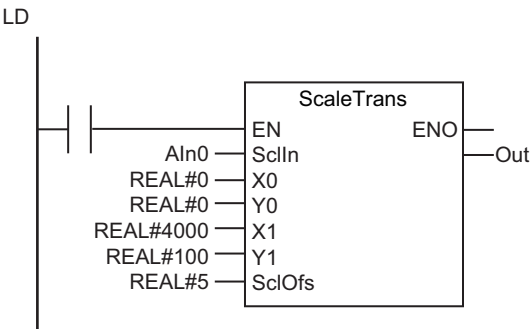 LD
ScaleTrans
EN ENO
AIn0 SclIn Out
REAL#0 X0
REAL#0 Y0
REAL#4000 X1
REAL#100 Y1
REAL#5 SclOfs